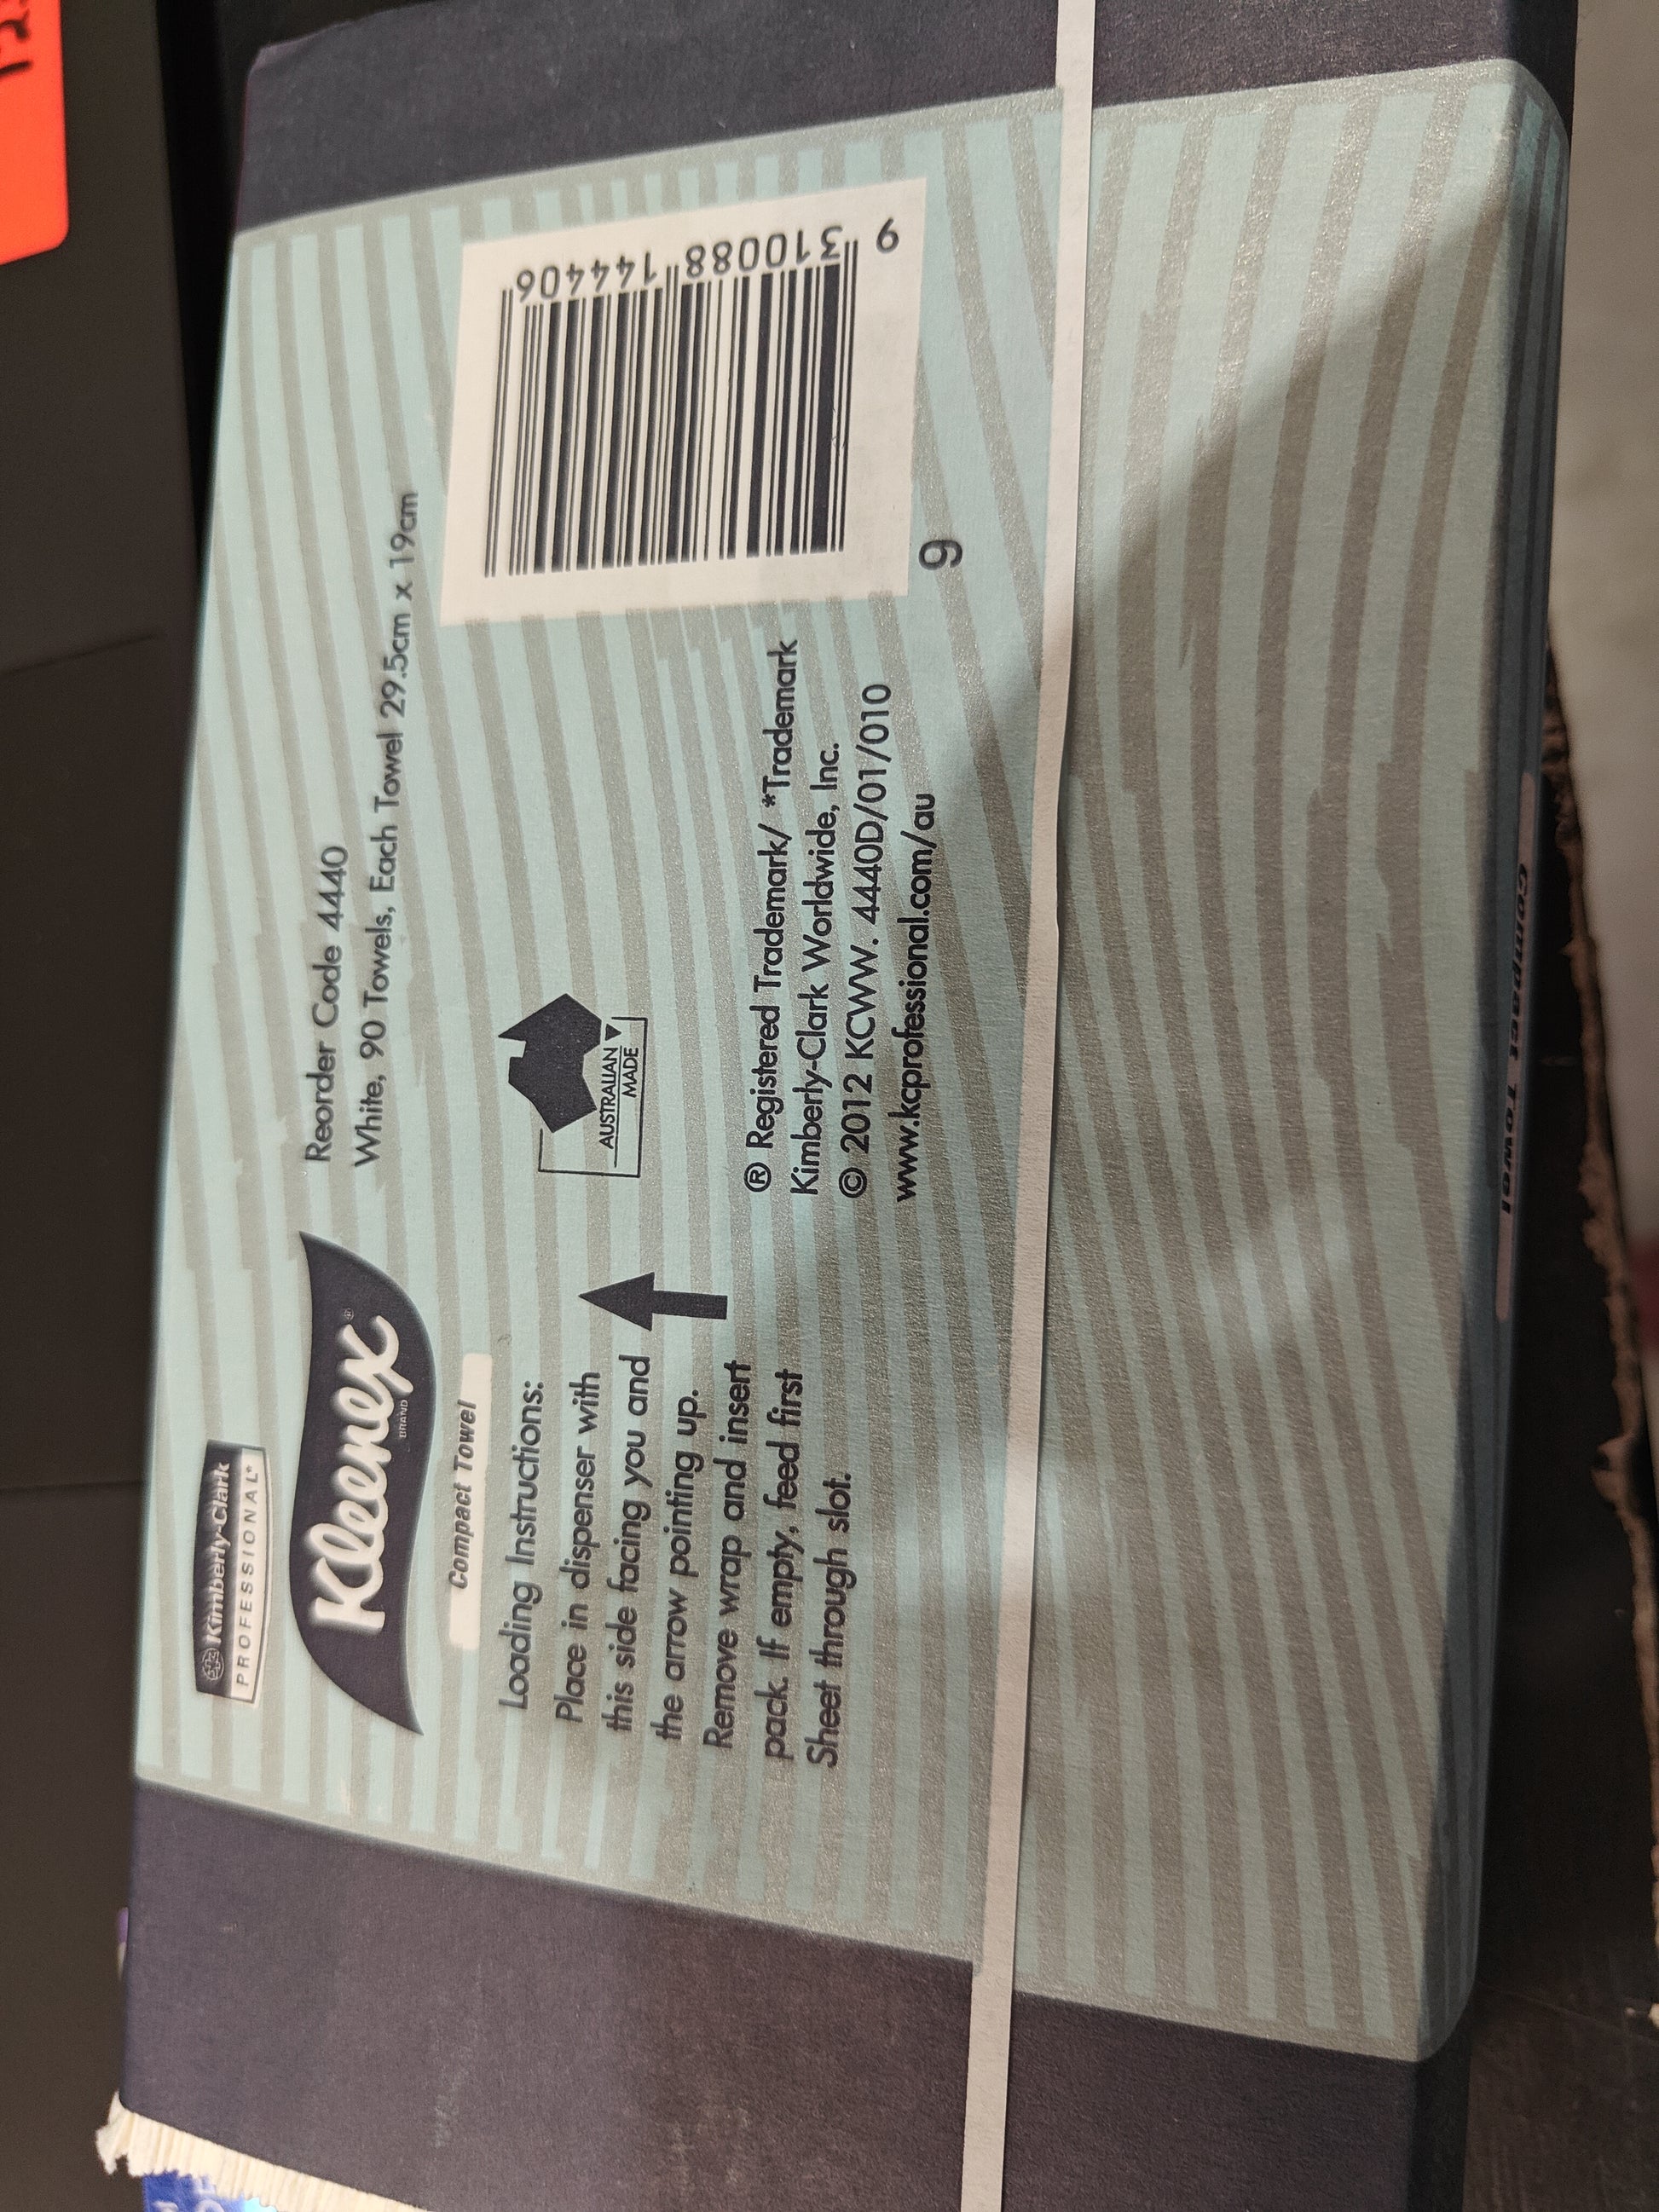 Kimberly-Clark
PROFESSIONAL*
Kleenex®
BRAND
Compact Towel
Reorder Code 4440
White, 90 Towels, Each Towel 29.5cm x 19cm
Loading Instructions:
Place in dispenser with
this side facing you and
the arrow pointing up.
Remove wrap and insert
pack. If empty, feed first
Sheet through slot.
AUSTRALIAN
MADE
® Registered Trademark/ *Trademark
Kimberly-Clark Worldwide, Inc.
© 2012 KCWW. 4440D/01/010
www.kcprofessional.com/au
9 310088 144406
9
Compact Towel